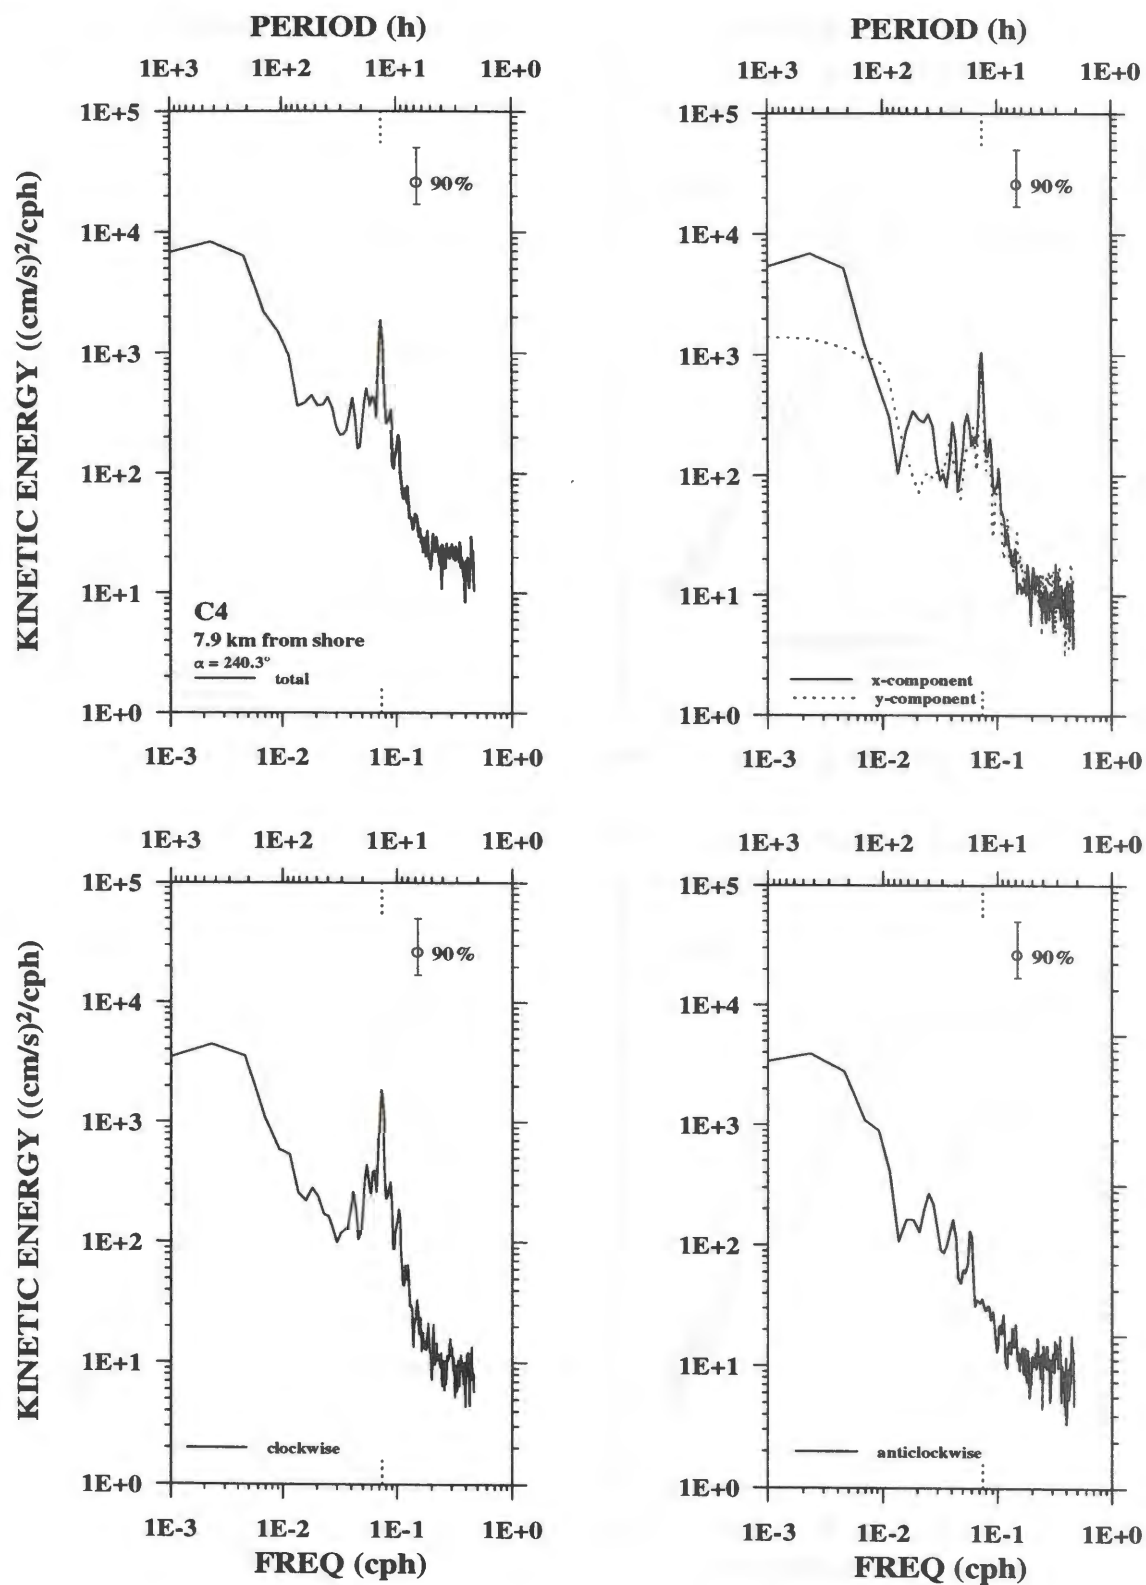 PERIOD (h)
1E+3 1E+2 1E+1 1E+0
1E+5
1E+4
1E+3
1E+2
1E+1
1E+0
KINETIC ENERGY ((cm/s)²/cph)
90%
C4
7.9 km from shore
α = 240.3°
total
1E-3 1E-2 1E-1 1E+0
PERIOD (h)
1E+3 1E+2 1E+1 1E+0
1E+5
1E+4
1E+3
1E+2
1E+1
1E+0
90%
x-component
y-component
1E-3 1E-2 1E-1 1E+0
1E+3 1E+2 1E+1 1E+0
1E+5
1E+4
1E+3
1E+2
1E+1
1E+0
KINETIC ENERGY ((cm/s)²/cph)
90%
clockwise
1E-3 1E-2 1E-1 1E+0
FREQ (cph)
1E+3 1E+2 1E+1 1E+0
1E+5
1E+4
1E+3
1E+2
1E+1
1E+0
90%
anticlockwise
1E-3 1E-2 1E-1 1E+0
FREQ (cph)